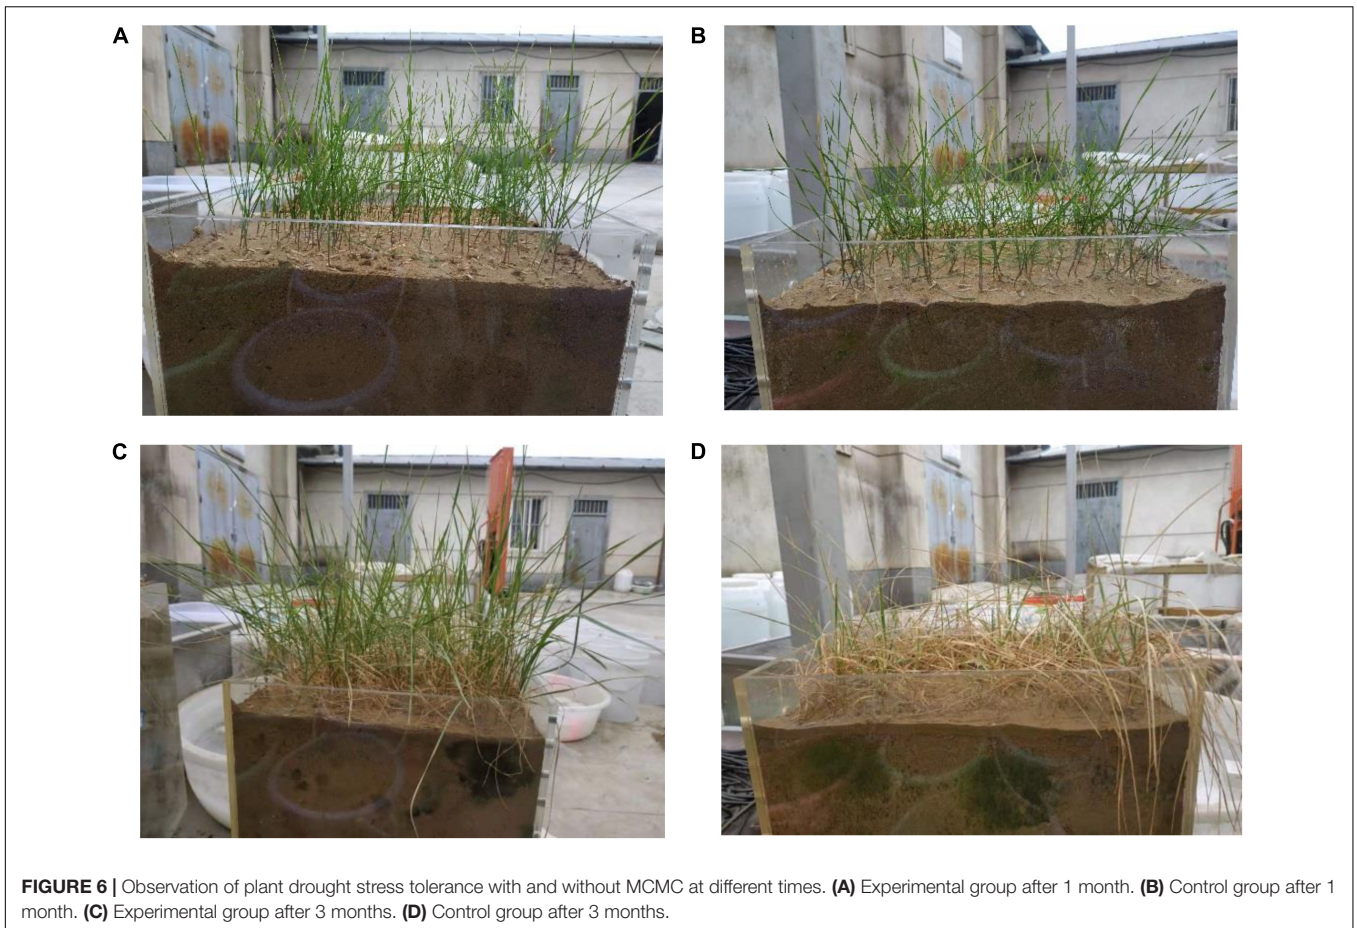 A
B
C
D
FIGURE 6 | Observation of plant drought stress tolerance with and without MCMC at different times. (A) Experimental group after 1 month. (B) Control group after 1
month. (C) Experimental group after 3 months. (D) Control group after 3 months.